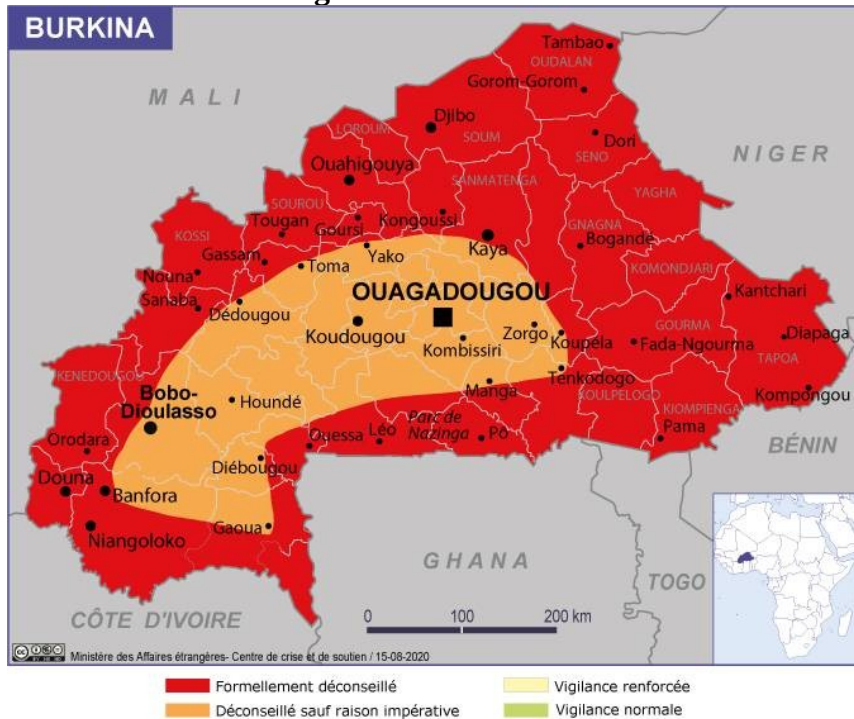 g
BURKINA
Tambao
OUDALAN
Gorom-Gorom
MALI
Djibo
LOROUM
SOUM
Dori
SENO
NIGER
Ouahigouya
SANMATENGA
YAGHA
SOUROU
Tougan
Goursi
Kongoussi
GNAGNA
KOSSI
Gassam
Yako
Kaya
Bogandé
Nouna
Toma
KOMONDJARI
Sanaba
OUAGADOUGOU
Kantchari
Dédougou
Koudougou
Zorgo
Koupéla
GOURMA
Diapaga
Kombissiri
Fada-Ngourma
TAPOA
KENEDOUGOU
Tenkodogo
Bobo-
Dioulasso
Houndé
Manga
KOULPELOGO
KIOMPIENGA
Kompongou
Orodara
Ouessa
Léo
Parc de
Nazinga
Pô
Pama
BÉNIN
Diébougou
Douna
Banfora
Niangoloko
Gaoua
GHANA
TOGO
CÔTE D'IVOIRE
0 100 200 km
Ministère des Affaires étrangères- Centre de crise et de soutien / 15-08-2020
Formellement déconseillé
Vigilance renforcée
Déconseillé sauf raison impérative
Vigilance normale